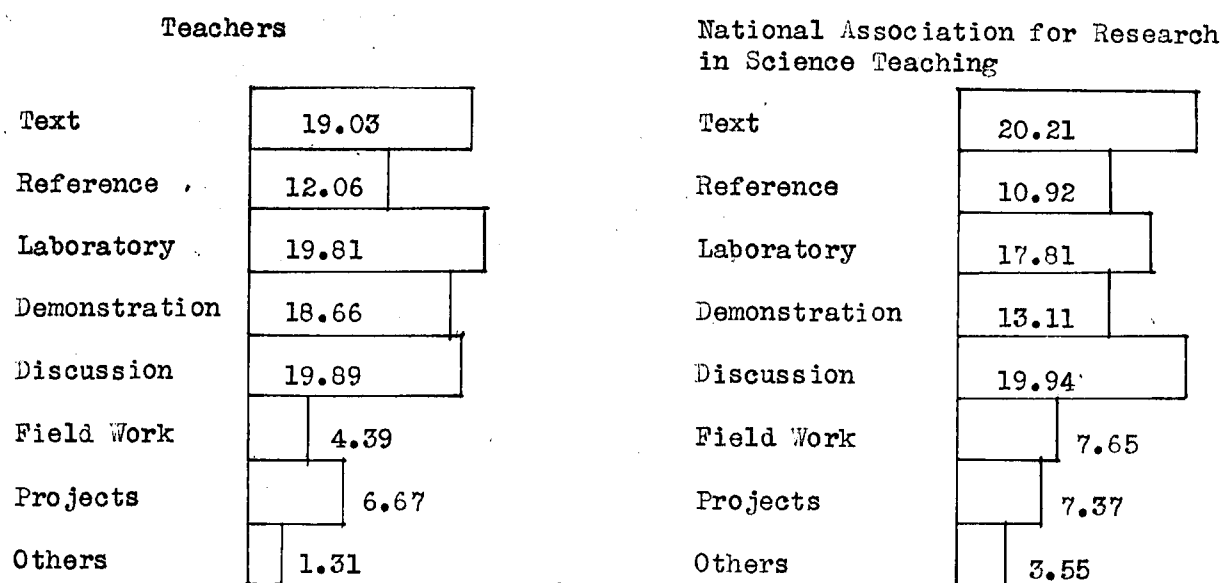 Teachers
Text 19.03
Reference 12.06
Laboratory 19.81
Demonstration 18.66
Discussion 19.89
Field Work 4.39
Projects 6.67
Others 1.31
National Association for Research
in Science Teaching
Text 20.21
Reference 10.92
Laboratory 17.81
Demonstration 13.11
Discussion 19.94
Field Work 7.65
Projects 7.37
Others 3.55